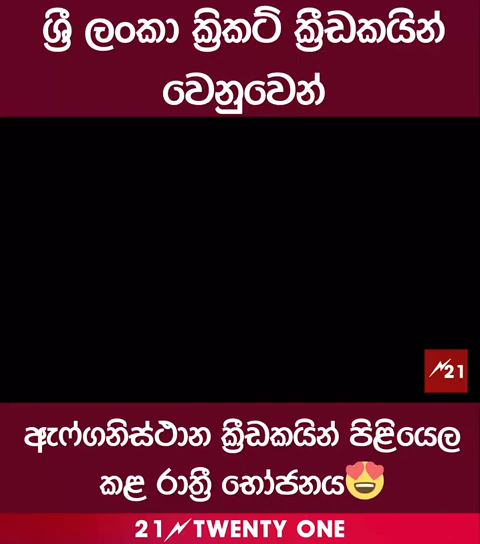 ශ්‍රී ලංකා ක්‍රිකට් ක්‍රීඩකයින්
වෙනුවෙන්
21
ඇෆ්ගනිස්ථාන ක්‍රීඩකයින් පිළියෙල
කළ රාත්‍රී භෝජනය😍
21 TWENTY ONE